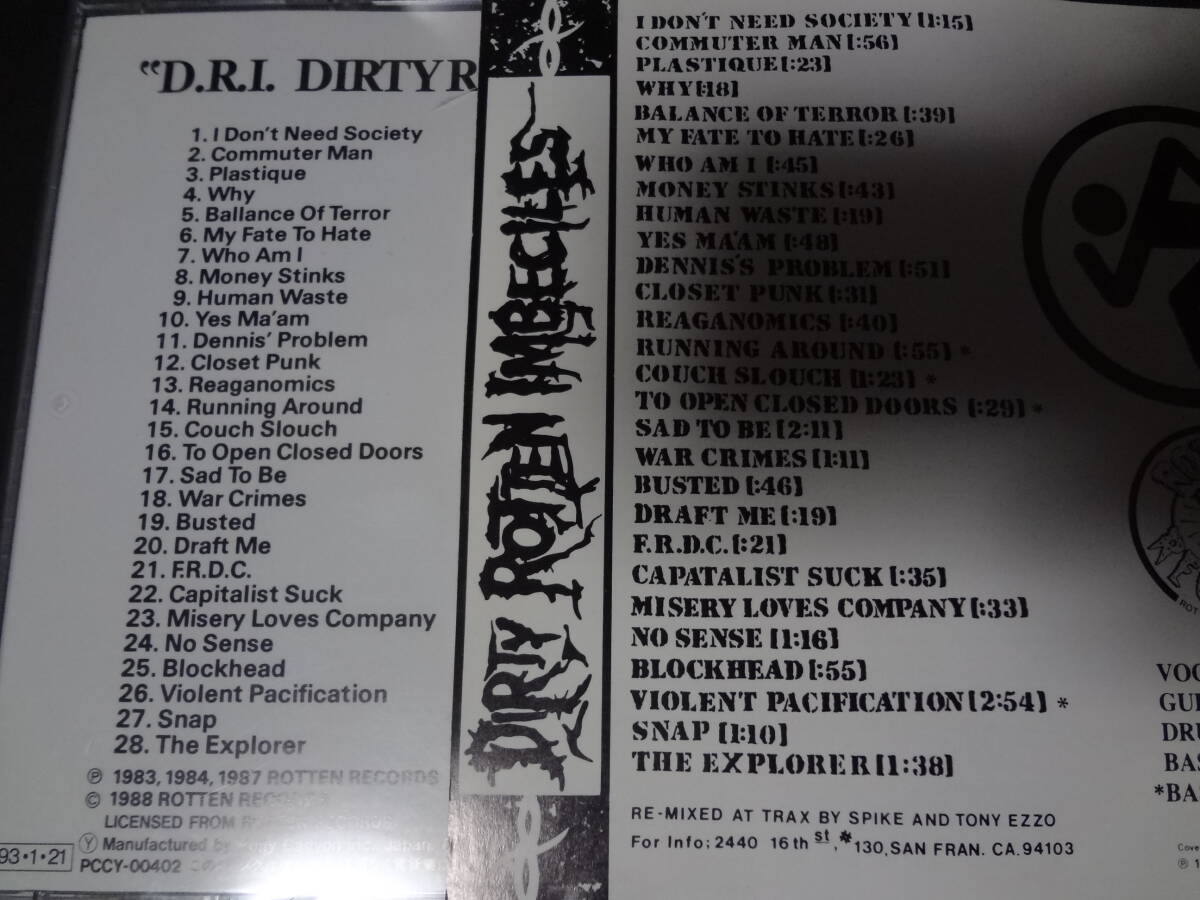 "D.R.I. DIRTY R
1. I Don't Need Society
2. Commuter Man
3. Plastique
4. Why
5. Ballance Of Terror
6. My Fate To Hate
7. Who Am I
8. Money Stinks
9. Human Waste
10. Yes Ma'am
11. Dennis' Problem
12. Closet Punk
13. Reaganomics
14. Running Around
15. Couch Slouch
16. To Open Closed Doors
17. Sad To Be
18. War Crimes
19. Busted
20. Draft Me
21. F.R.D.C.
22. Capitalist Suck
23. Misery Loves Company
24. No Sense
25. Blockhead
26. Violent Pacification
27. Snap
28. The Explorer
℗ 1983, 1984, 1987 ROTTEN RECORDS
© 1988 ROTTEN RECORDS
LICENSED FROM
Ⓨ Manufactured by
93・1・21
PCCY-00402
DIRTY ROTTEN IMBECILES
I DON'T NEED SOCIETY[1:15]
COMMUTER MAN[:56]
PLASTIQUE[:23]
WHY[:18]
BALANCE OF TERROR[:39]
MY FATE TO HATE[:26]
WHO AM I [:45]
MONEY STINKS[:43]
HUMAN WASTE[:19]
YES MA'AM [:48]
DENNIS'S PROBLEM[:51]
CLOSET PUNK[:31]
REAGANOMICS [:40]
RUNNING AROUND [:55] *
COUCH SLOUCH [1:23] *
TO OPEN CLOSED DOORS [:29] *
SAD TO BE[2:11]
WAR CRIMES[1:11]
BUSTED [:46]
DRAFT ME[:19]
F.R.D.C.[:21]
CAPATALIST SUCK[:35]
MISERY LOVES COMPANY[:33]
NO SENSE [1:16]
BLOCKHEAD[:55]
VIOLENT PACIFICATION[2:54] *
SNAP [1:10]
THE EXPLORER[1:38]
RE-MIXED AT TRAX BY SPIKE AND TONY EZZO
For Info; 2440 16th st, # 130, SAN FRAN. CA. 94103
VOC
GUI
DRU
BAS
*BA
Cove
℗ 1